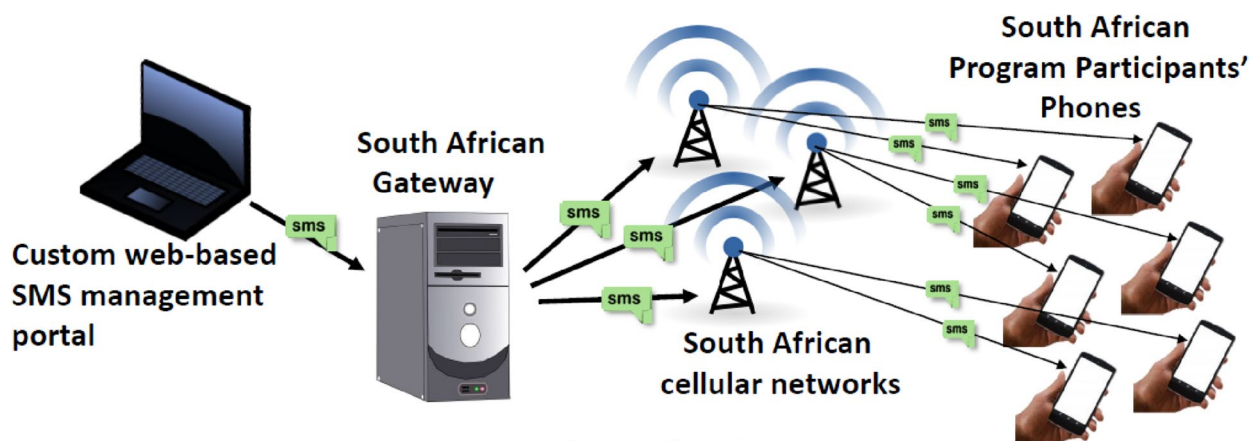 Custom web-based
SMS management
portal
sms
South African
Gateway
sms
sms
sms
South African
cellular networks
sms
sms
sms
sms
sms
sms
South African
Program Participants’
Phones